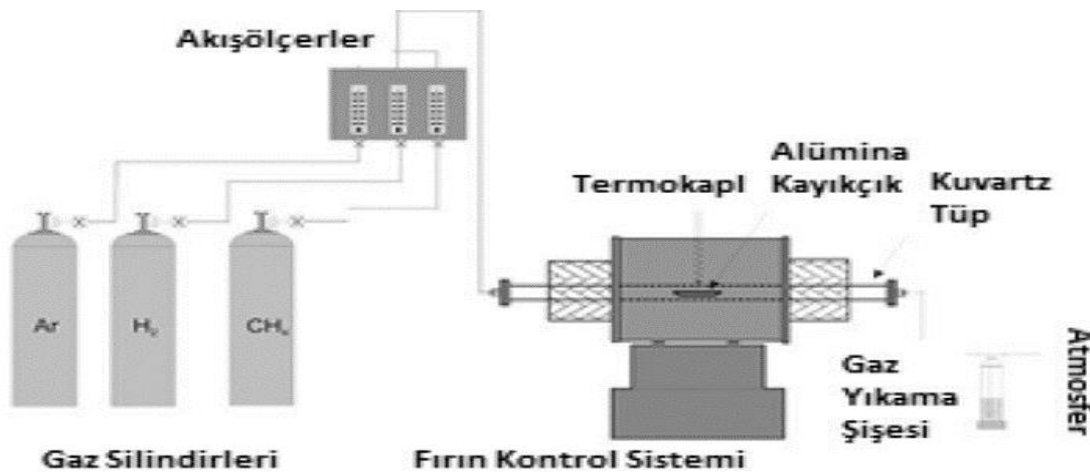 Akışölçerler
Termokapl
Alümina
Kayıkçık
Kuvartz
Tüp
Ar
H₂
CH₄
Gaz
Yıkama
Şişesi
Atmosfer
Gaz Silindirleri
Fırın Kontrol Sistemi